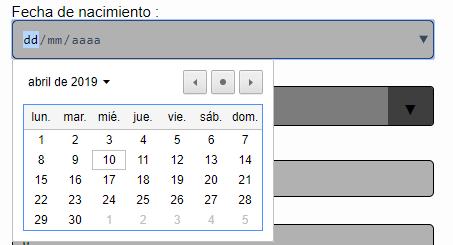 Fecha de nacimiento :
dd/mm/aaaa
abril de 2019
lun. mar. mié. jue. vie. sáb. dom.
1 2 3 4 5 6 7
8 9 10 11 12 13 14
15 16 17 18 19 20 21
22 23 24 25 26 27 28
29 30 1 2 3 4 5